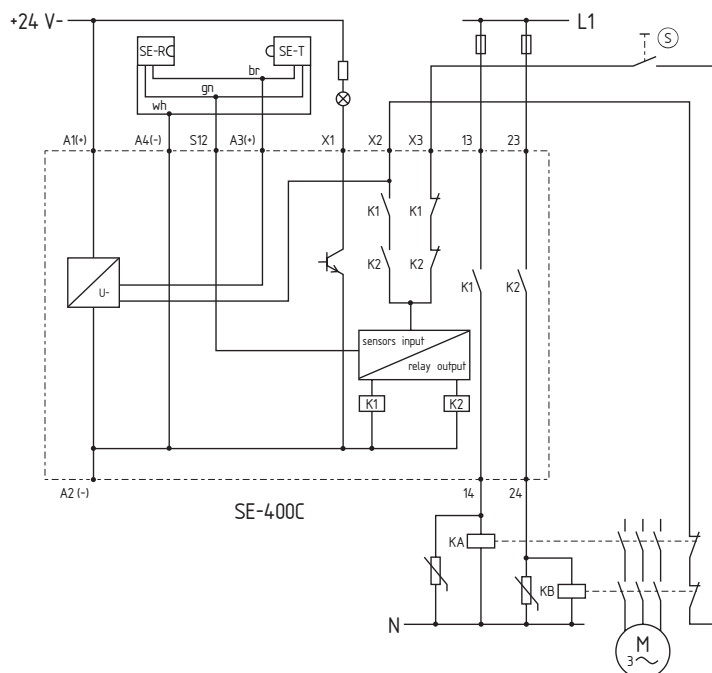 +24 V-
L1
SE-R
SE-T
S
br
gn
wh
A1(+)
A4(-)
S12
A3(+)
X1
X2
X3
13
23
K1
K1
K2
K2
K1
K2
U-
sensors input
relay output
K1
K2
A2 (-)
14
24
SE-400C
KA
KB
N
M
3